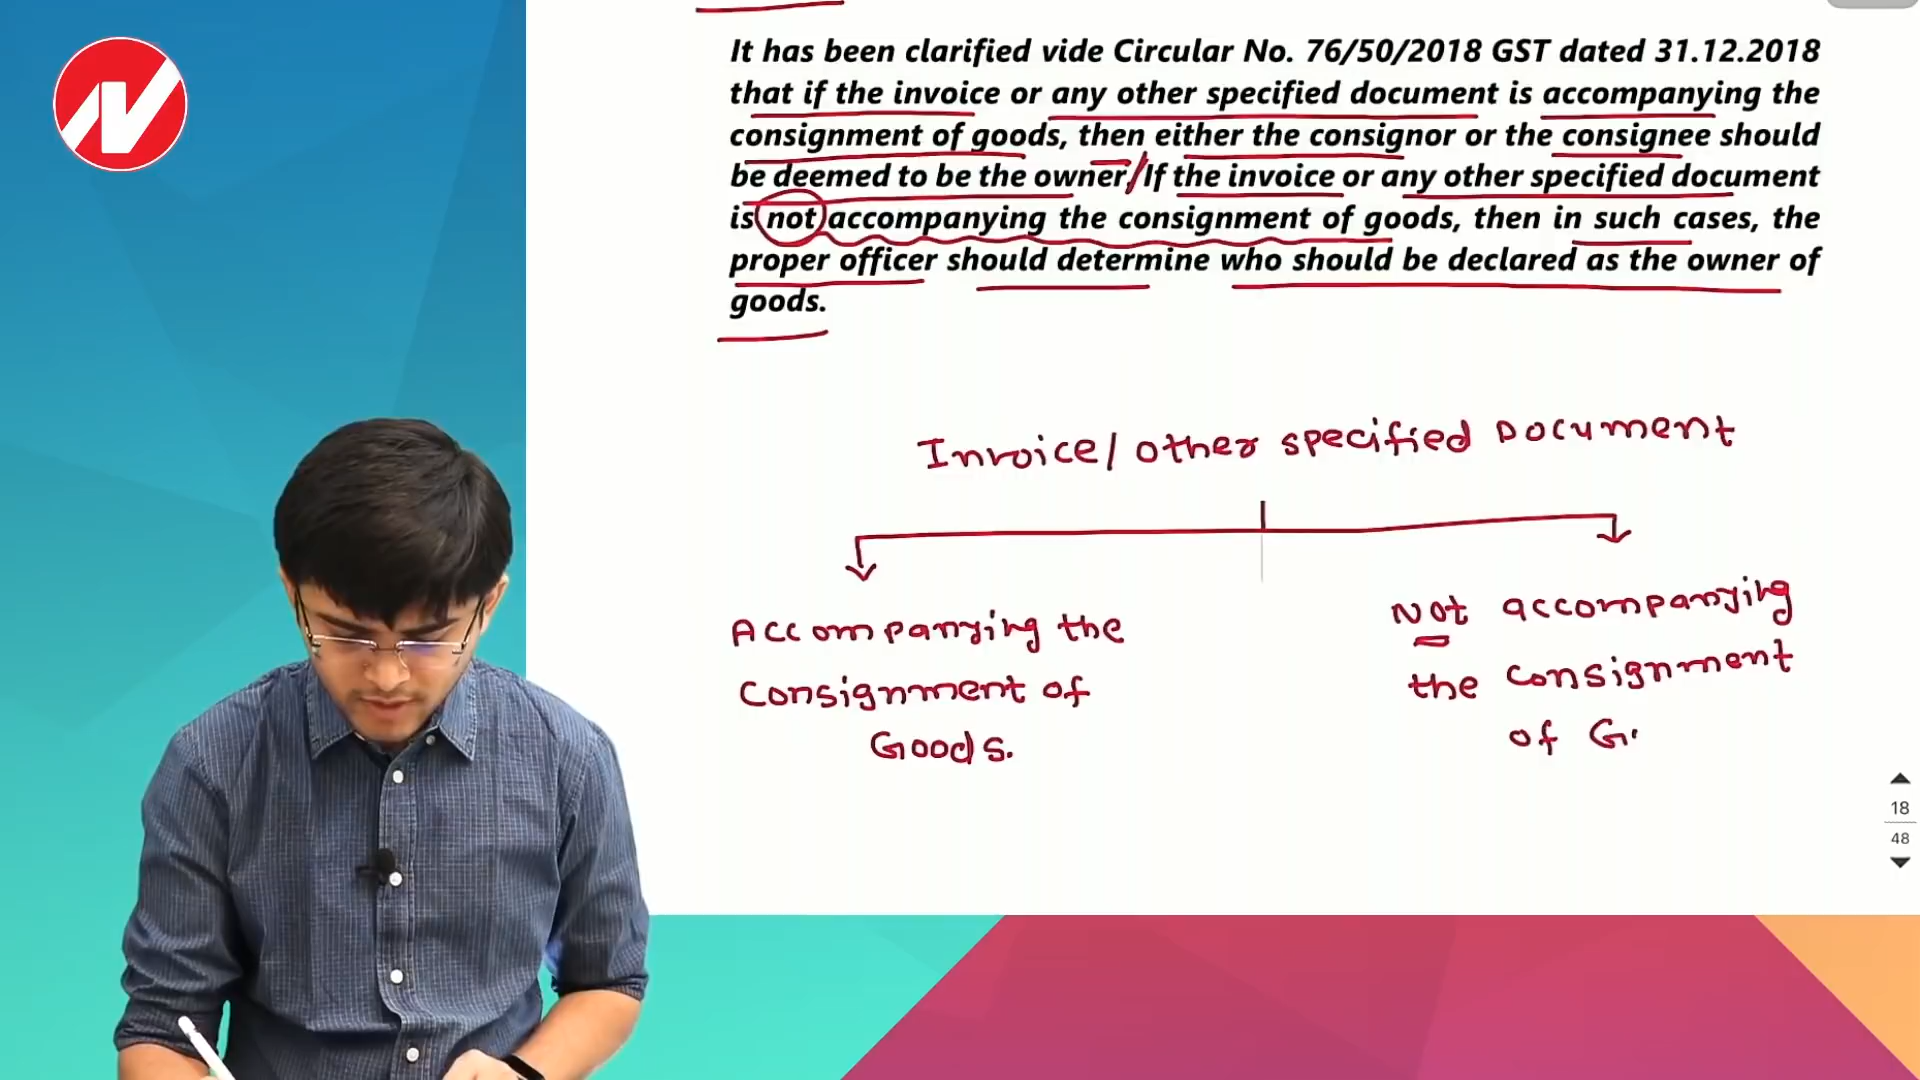 It has been clarified vide Circular No. 76/50/2018 GST dated 31.12.2018
that if the invoice or any other specified document is accompanying the
consignment of goods, then either the consignor or the consignee should
be deemed to be the owner. If the invoice or any other specified document
is not accompanying the consignment of goods, then in such cases, the
proper officer should determine who should be declared as the owner of
goods.
Invoice/ other specified Document
Accompanying the
Consignment of
Goods.
Not accompanying
the consignment
of G
18
48